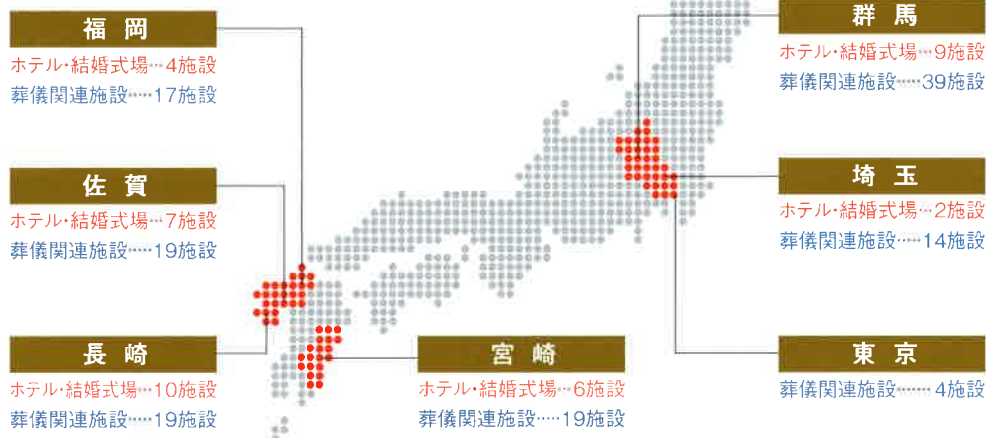 福岡
ホテル・結婚式場…4施設
葬儀関連施設……17施設
佐賀
ホテル・結婚式場…7施設
葬儀関連施設……19施設
長崎
ホテル・結婚式場…10施設
葬儀関連施設……19施設
宮崎
ホテル・結婚式場…6施設
葬儀関連施設……19施設
群馬
ホテル・結婚式場…9施設
葬儀関連施設……39施設
埼玉
ホテル・結婚式場…2施設
葬儀関連施設……14施設
東京
葬儀関連施設……4施設